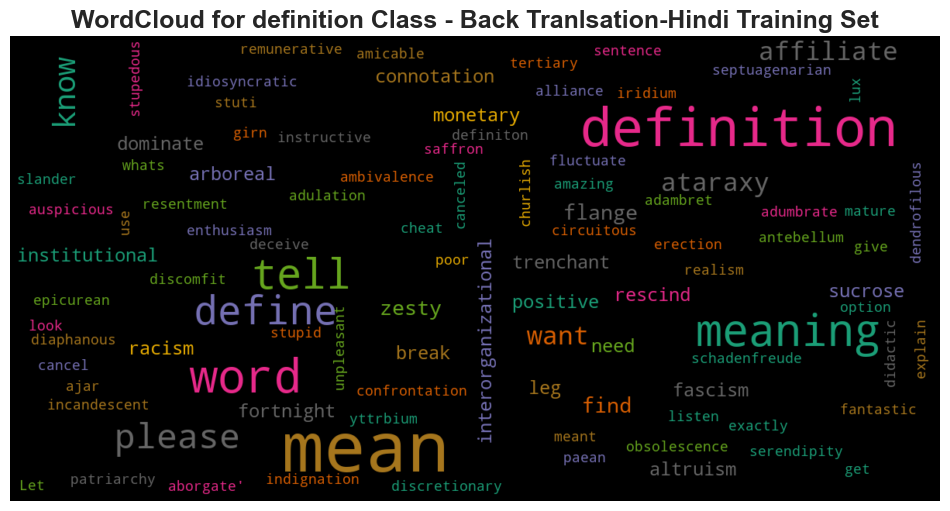 WordCloud for definition Class - Back Tranlsation-Hindi Training Set
know
stupedous
remunerative
amicable
sentence
affiliate
tertiary
septuagenarian
idiosyncratic
connotation
alliance
iridium
lux
stuti
monetary
definition
girn
instructive
definiton
dominate
saffron
whats
fluctuate
slander
arboreal
ambivalence
canceled
churlish
amazing
ataraxy
dendrofilous
auspicious
use
resentment
adulation
adambret
flange
adumbrate
mature
enthusiasm
cheat
circuitous
deceive
erection
antebellum
give
institutional
tell
poor
interorganizational
trenchant
realism
discomfit
epicurean
define
zesty
positive
rescind
sucrose
option
look
stupid
unpleasant
want
meaning
diaphanous
racism
break
need
schadenfreude
didactic
explain
cancel
word
ajar
confrontation
leg
fascism
incandescent
fortnight
find
fantastic
yttrbium
listen
exactly
please
mean
meant
obsolescence
serendipity
paean
altruism
get
Let
patriarchy
aborgate'
indignation
discretionary